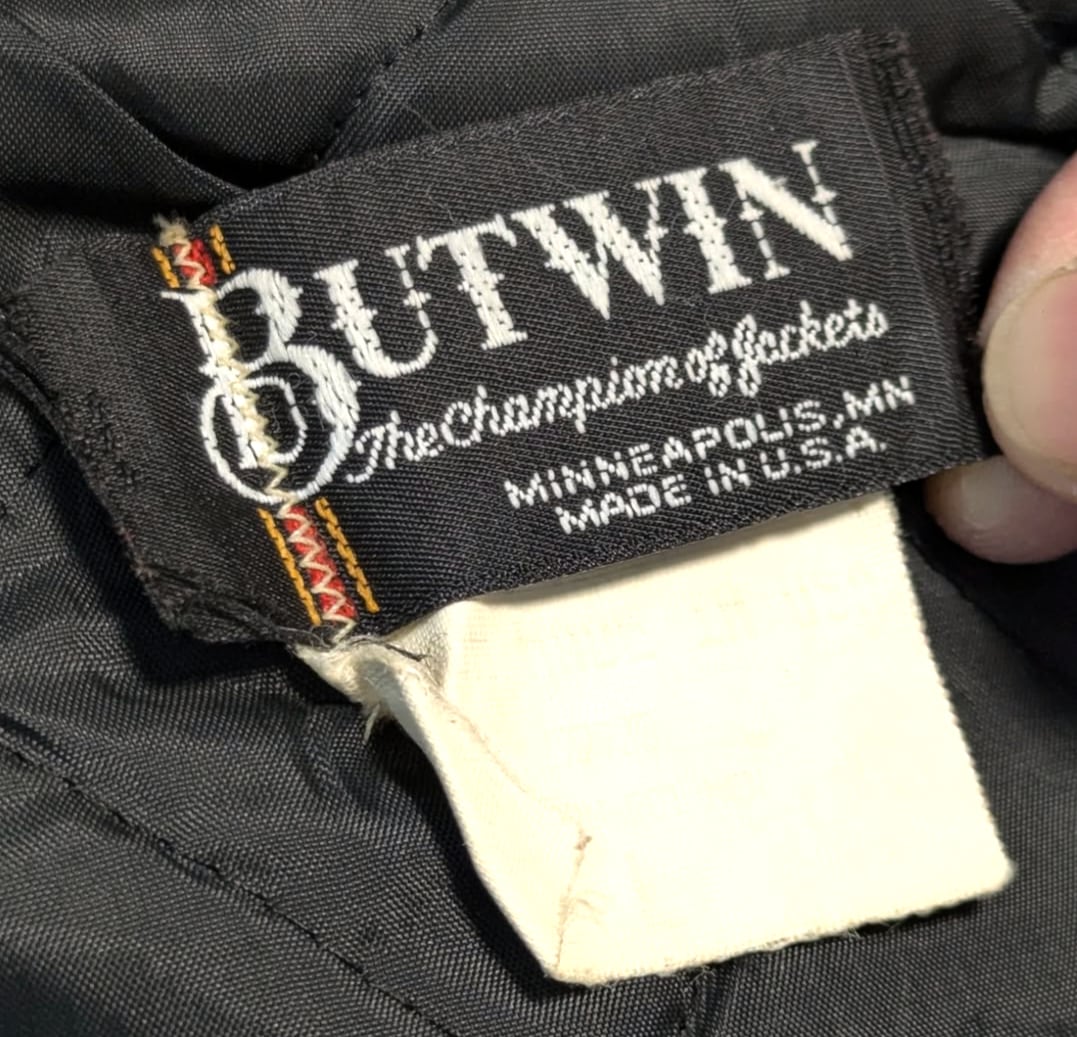 BUTWIN
The Champion of Jackets
MINNEAPOLIS, MN
MADE IN U.S.A.